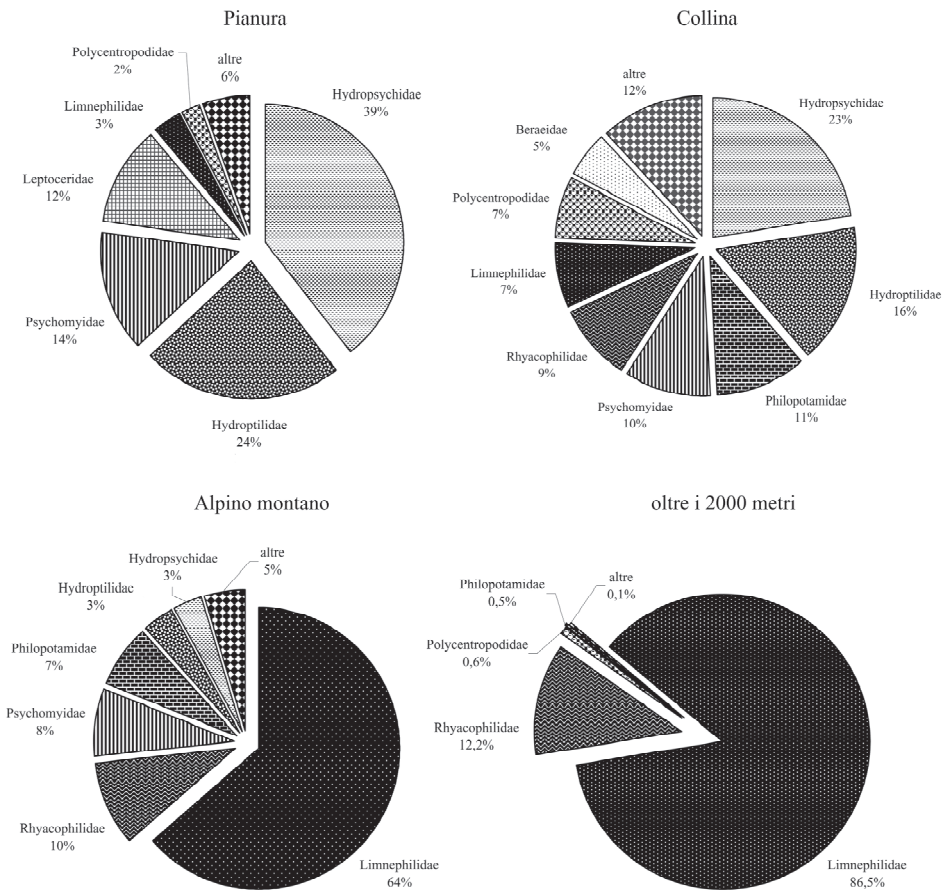 Pianura
Polycentropodidae
2%
altre
6%
Hydropsychidae
39%
Limnephilidae
3%
Leptoceridae
12%
Psychomyidae
14%
Hydroptilidae
24%
Collina
altre
12%
Hydropsychidae
23%
Beraeidae
5%
Polycentropodidae
7%
Limnephilidae
7%
Hydroptilidae
16%
Rhyacophilidae
9%
Philopotamidae
11%
Psychomyidae
10%
Alpino montano
Hydropsychidae
3%
altre
5%
Hydroptilidae
3%
Philopotamidae
7%
Psychomyidae
8%
Rhyacophilidae
10%
Limnephilidae
64%
oltre i 2000 metri
Philopotamidae
0,5%
altre
0,1%
Polycentropodidae
0,6%
Rhyacophilidae
12,2%
Limnephilidae
86,5%